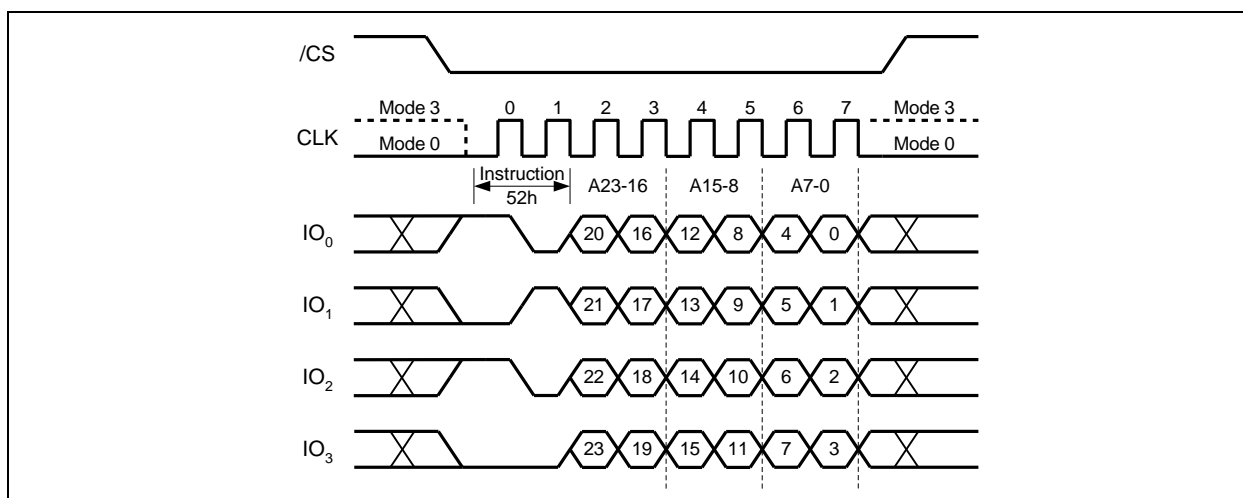 /CS
Mode 3 0 1 2 3 4 5 6 7 Mode 3
CLK
Mode 0 Mode 0
Instruction
52h
A23-16 A15-8 A7-0
IO0 20 16 12 8 4 0
IO1 21 17 13 9 5 1
IO2 22 18 14 10 6 2
IO3 23 19 15 11 7 3